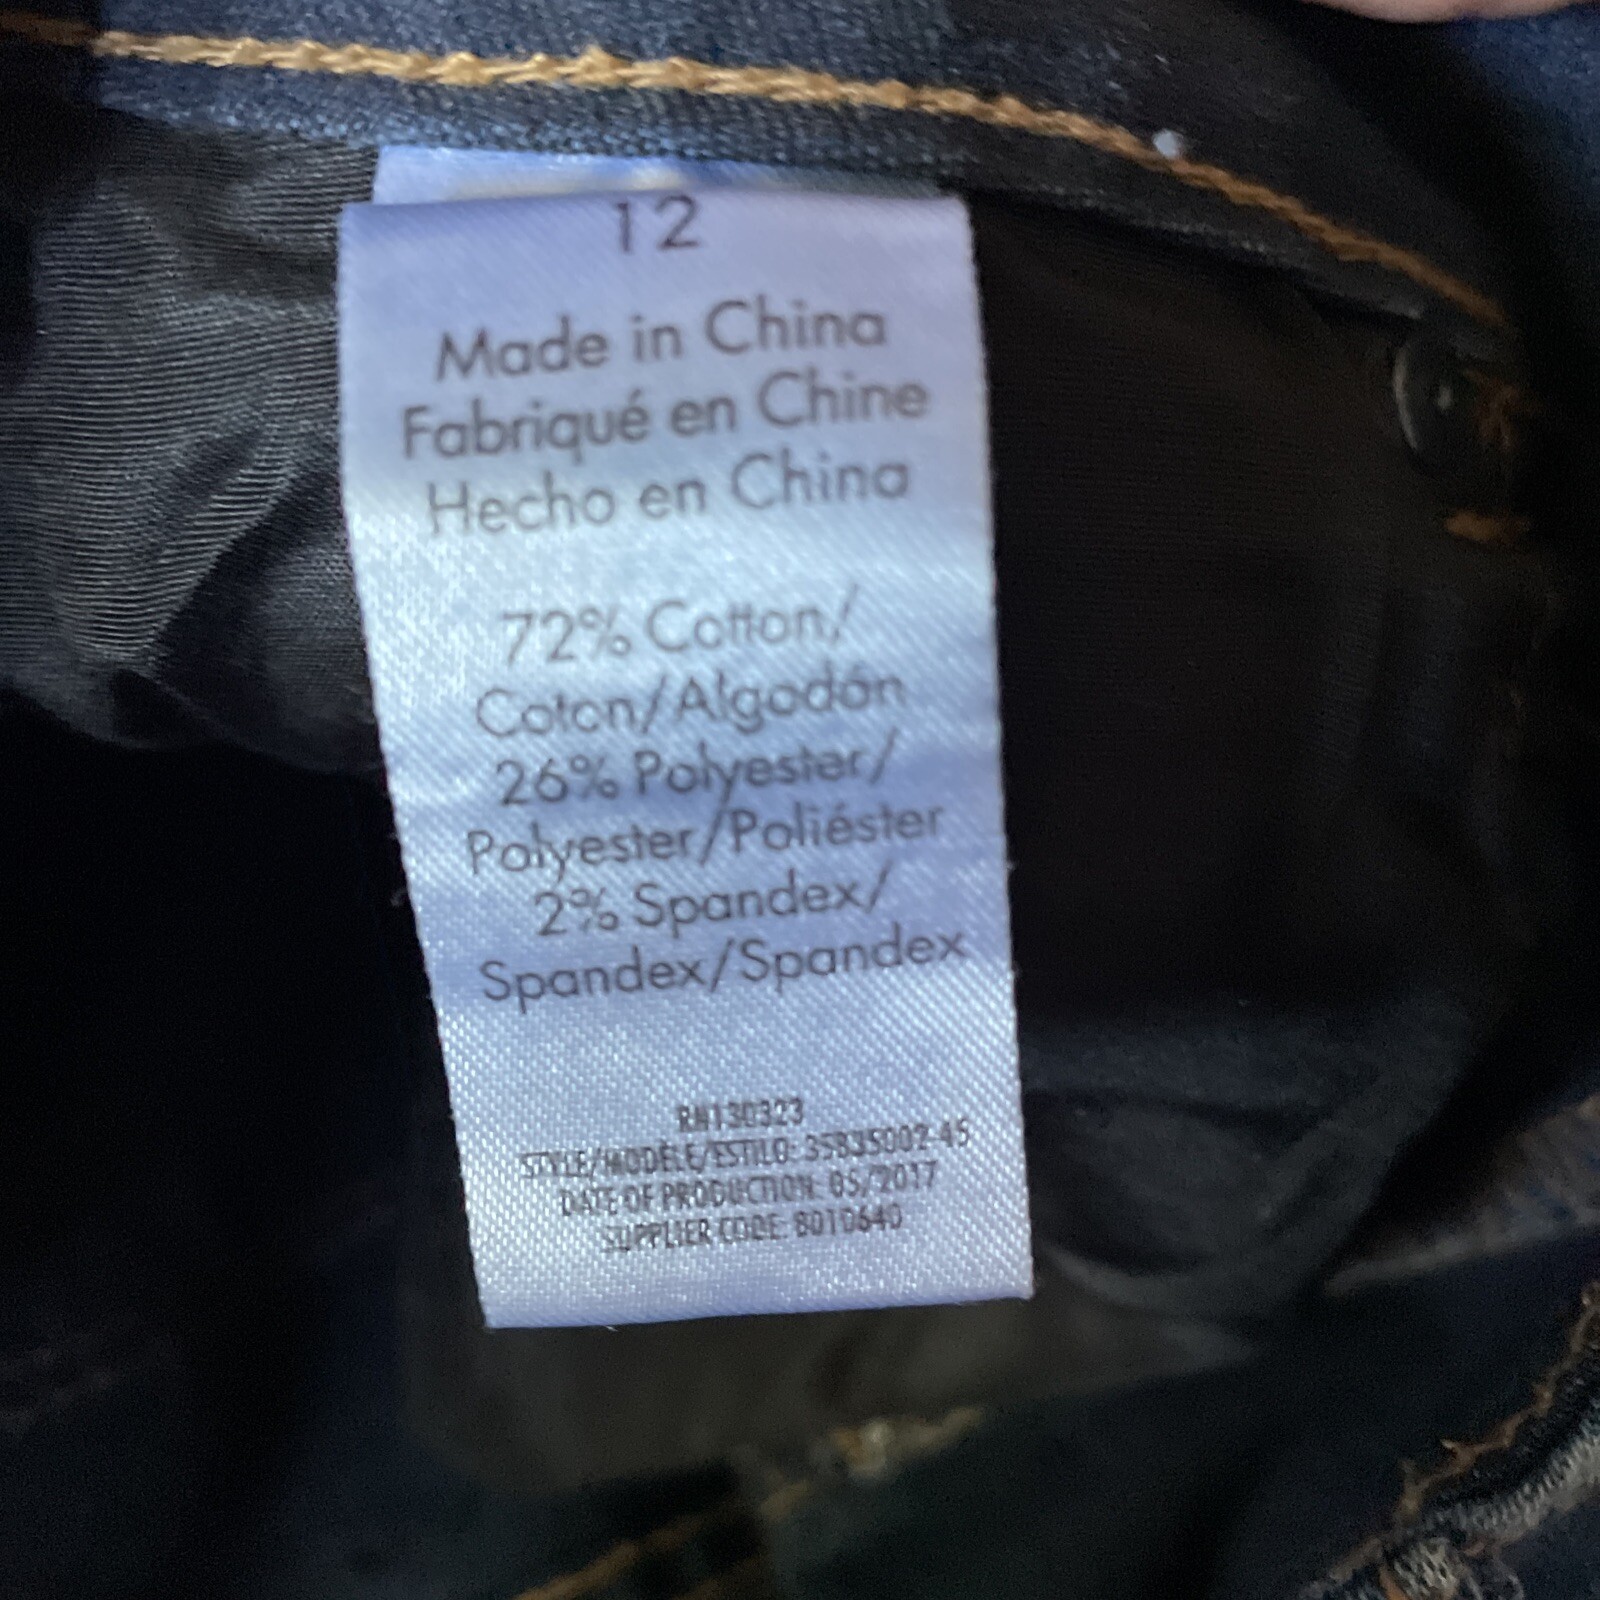 12
Made in China
Fabriqué en Chine
Hecho en China
72% Cotton/
Coton/Algodón
26% Polyester/
Polyester/Poliéster
2% Spandex/
Spandex/Spandex
RN130323
STYLE/MODÈLE/ESTILO: 35835002-45
DATE OF PRODUCTION: 05/2017
SUPPLIER CODE: 8010640